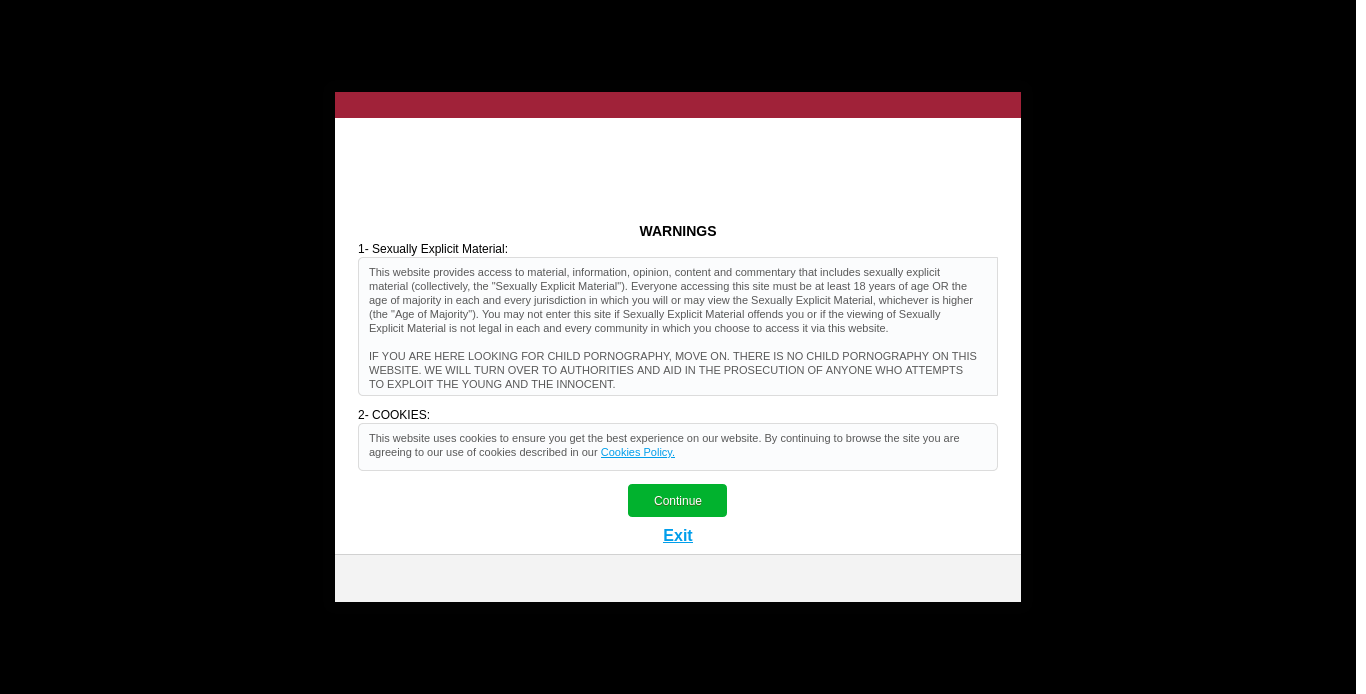 WARNINGS
1- Sexually Explicit Material:
This website provides access to material, information, opinion, content and commentary that includes sexually explicit
material (collectively, the "Sexually Explicit Material"). Everyone accessing this site must be at least 18 years of age OR the
age of majority in each and every jurisdiction in which you will or may view the Sexually Explicit Material, whichever is higher
(the "Age of Majority"). You may not enter this site if Sexually Explicit Material offends you or if the viewing of Sexually
Explicit Material is not legal in each and every community in which you choose to access it via this website.
IF YOU ARE HERE LOOKING FOR CHILD PORNOGRAPHY, MOVE ON. THERE IS NO CHILD PORNOGRAPHY ON THIS
WEBSITE. WE WILL TURN OVER TO AUTHORITIES AND AID IN THE PROSECUTION OF ANYONE WHO ATTEMPTS
TO EXPLOIT THE YOUNG AND THE INNOCENT.
2- COOKIES:
This website uses cookies to ensure you get the best experience on our website. By continuing to browse the site you are
agreeing to our use of cookies described in our Cookies Policy.
Continue
Exit